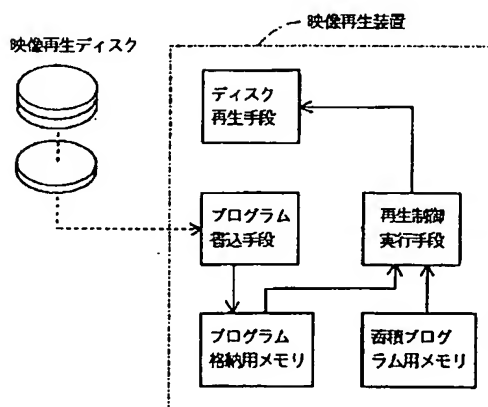 映像再生装置
映像再生ディスク
ディスク
再生手段
プログラム
書込手段
再生制御
実行手段
プログラム
格納用メモリ
蓄積プログ
ラム用メモリ